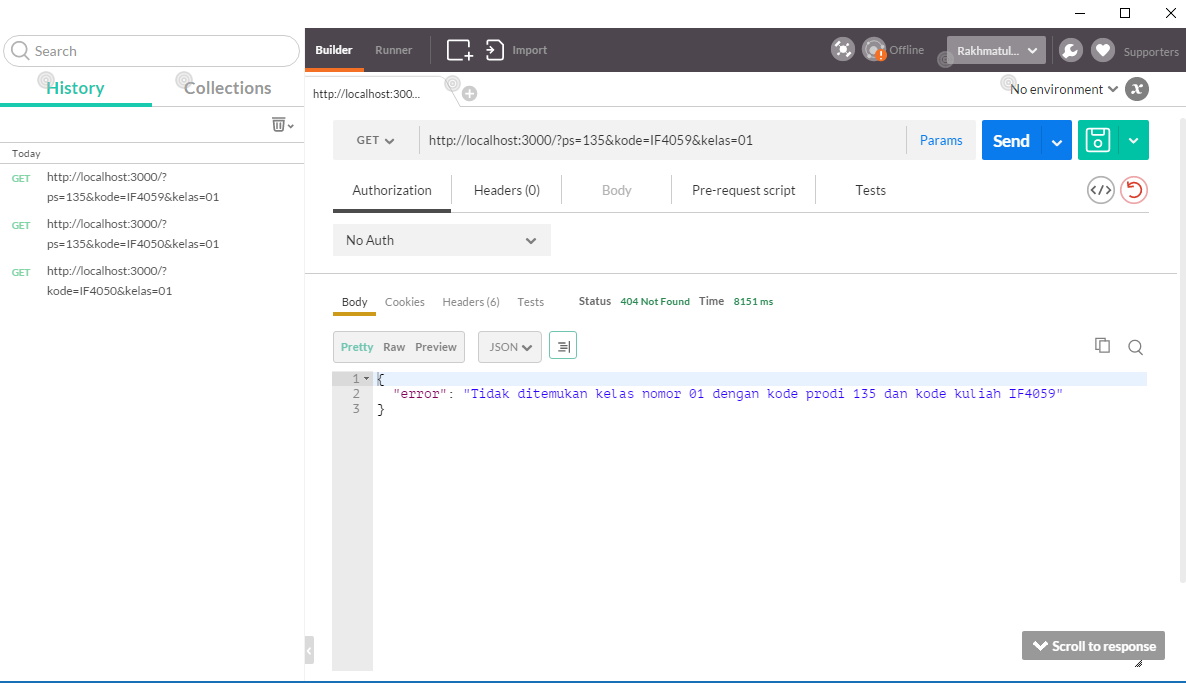 Builder
Runner
Import
Offline
Rakhmatul...
Supporters
Search
History
Collections
Today
GET http://localhost:3000/?
ps=135&kode=IF4059&kelas=01
GET http://localhost:3000/?
ps=135&kode=IF4050&kelas=01
GET http://localhost:3000/?
kode=IF4050&kelas=01
http://localhost:300...
No environment
GET http://localhost:3000/?ps=135&kode=IF4059&kelas=01 Params Send
Authorization Headers (0) Body Pre-request script Tests
No Auth
Body Cookies Headers (6) Tests Status 404 Not Found Time 8151 ms
Pretty Raw Preview JSON
1 {
2 "error": "Tidak ditemukan kelas nomor 01 dengan kode prodi 135 dan kode kuliah IF4059"
3 }
Scroll to response